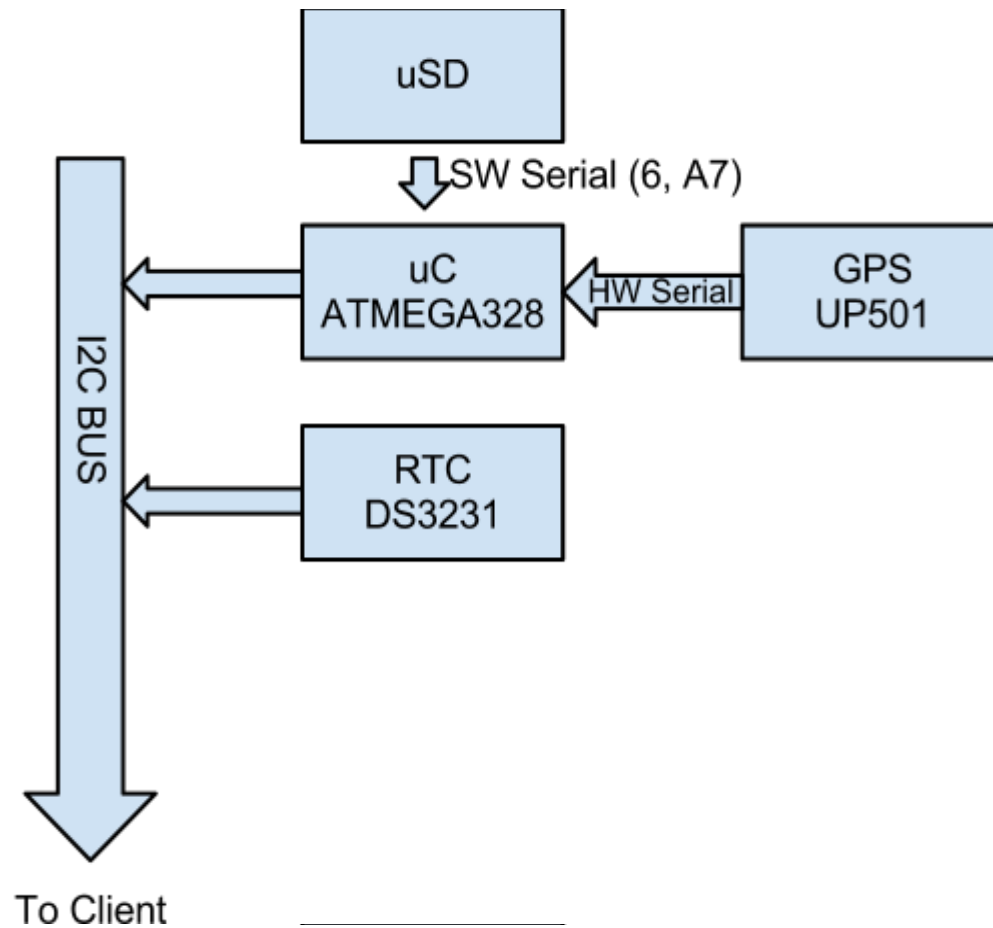 uSD
SW Serial (6, A7)
uC
ATMEGA328
HW Serial
GPS
UP501
I2C BUS
RTC
DS3231
To Client